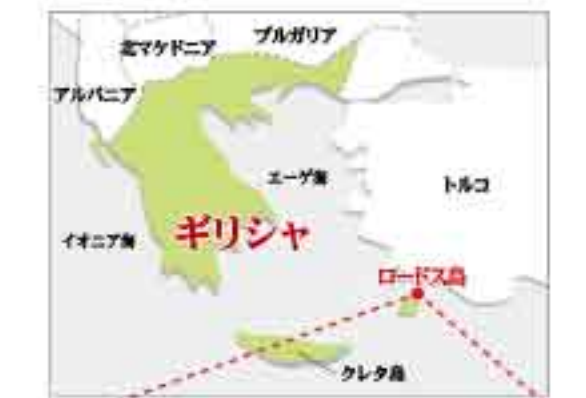 ブルガリア
北マケドニア
アルバニア
エーゲ海
トルコ
イオニア海
ギリシャ
ロードス島
クレタ島